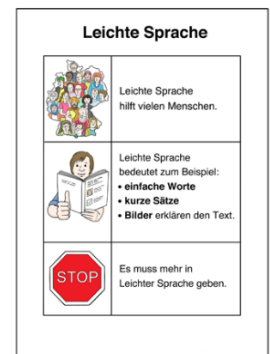 Leichte Sprache
Leichte Sprache
hilft vielen Menschen.
Leichte Sprache
bedeutet zum Beispiel:
• einfache Worte
• kurze Sätze
• Bilder erklären den Text.
STOP
Es muss mehr in
Leichter Sprache geben.